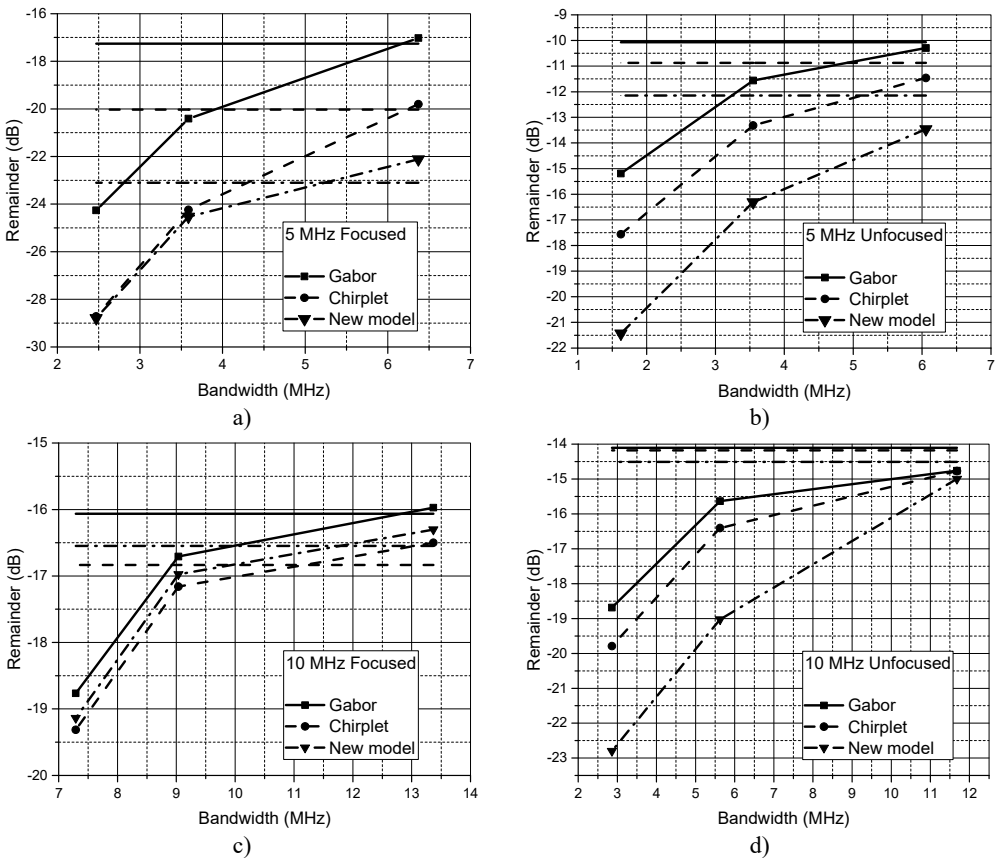 -16
-18
-20
-22
-24
-26
-28
-30
Remainder (dB)
5 MHz Focused
Gabor
Chirplet
New model
2 3 4 5 6 7
Bandwidth (MHz)
a)
-9
-10
-11
-12
-13
-14
-15
-16
-17
-18
-19
-20
-21
-22
Remainder (dB)
5 MHz Unfocused
Gabor
Chirplet
New model
1 2 3 4 5 6 7
Bandwidth (MHz)
b)
-15
-16
-17
-18
-19
-20
Remainder (dB)
10 MHz Focused
Gabor
Chirplet
New model
7 8 9 10 11 12 13 14
Bandwidth (MHz)
c)
-14
-15
-16
-17
-18
-19
-20
-21
-22
-23
Remainder (dB)
10 MHz Unfocused
Gabor
Chirplet
New model
2 3 4 5 6 7 8 9 10 11 12
Bandwidth (MHz)
d)